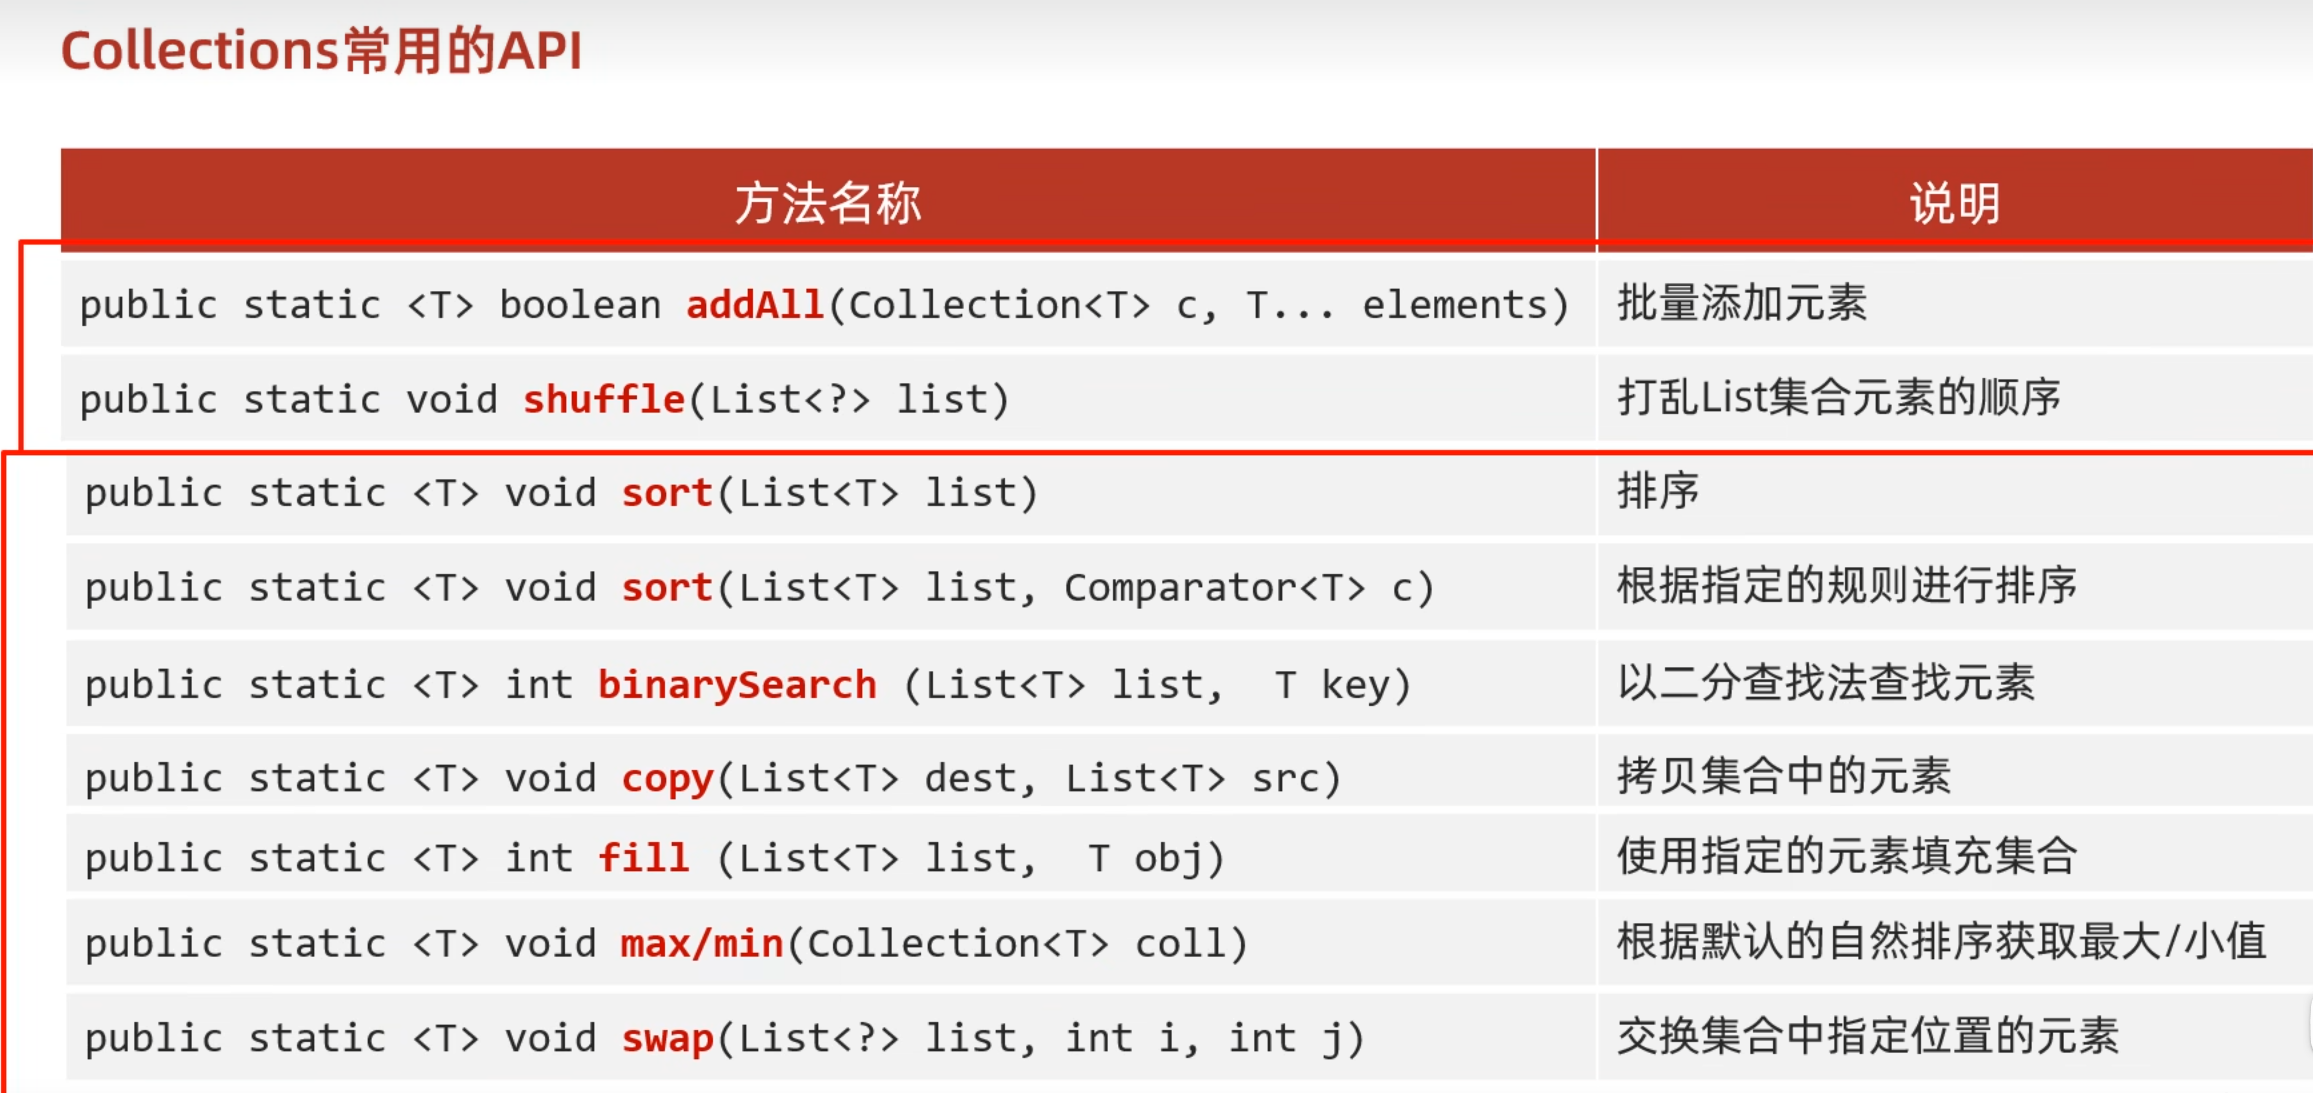 Collections常用的API
方法名称 说明
public static <T> boolean addAll(Collection<T> c, T... elements) 批量添加元素
public static void shuffle(List<?> list) 打乱List集合元素的顺序
public static <T> void sort(List<T> list) 排序
public static <T> void sort(List<T> list, Comparator<T> c) 根据指定的规则进行排序
public static <T> int binarySearch (List<T> list,  T key) 以二分查找法查找元素
public static <T> void copy(List<T> dest, List<T> src) 拷贝集合中的元素
public static <T> int fill (List<T> list,  T obj) 使用指定的元素填充集合
public static <T> void max/min(Collection<T> coll) 根据默认的自然排序获取最大/小值
public static <T> void swap(List<?> list, int i, int j) 交换集合中指定位置的元素